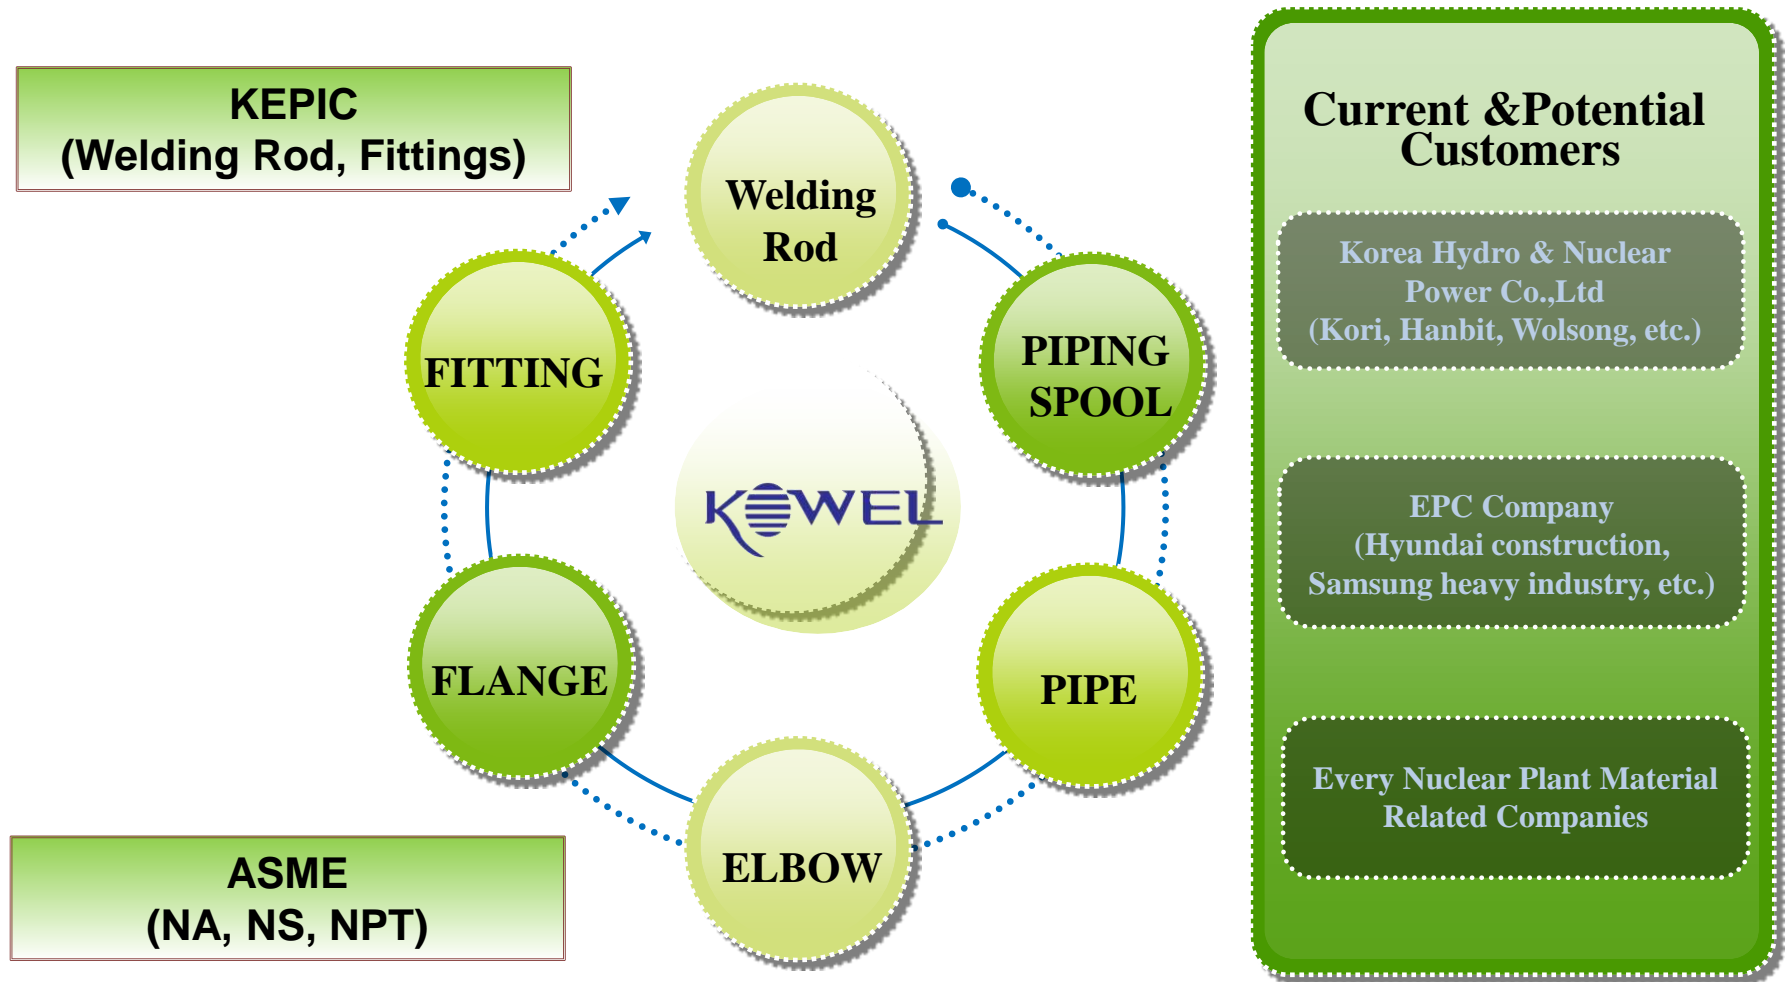 KEPIC
(Welding Rod, Fittings)
Welding
Rod
PIPING
SPOOL
PIPE
ELBOW
FLANGE
FITTING
KOWEL
ASME
(NA, NS, NPT)
Current &Potential
Customers
Korea Hydro & Nuclear
Power Co.,Ltd
(Kori, Hanbit, Wolsong, etc.)
EPC Company
(Hyundai construction,
Samsung heavy industry, etc.)
Every Nuclear Plant Material
Related Companies